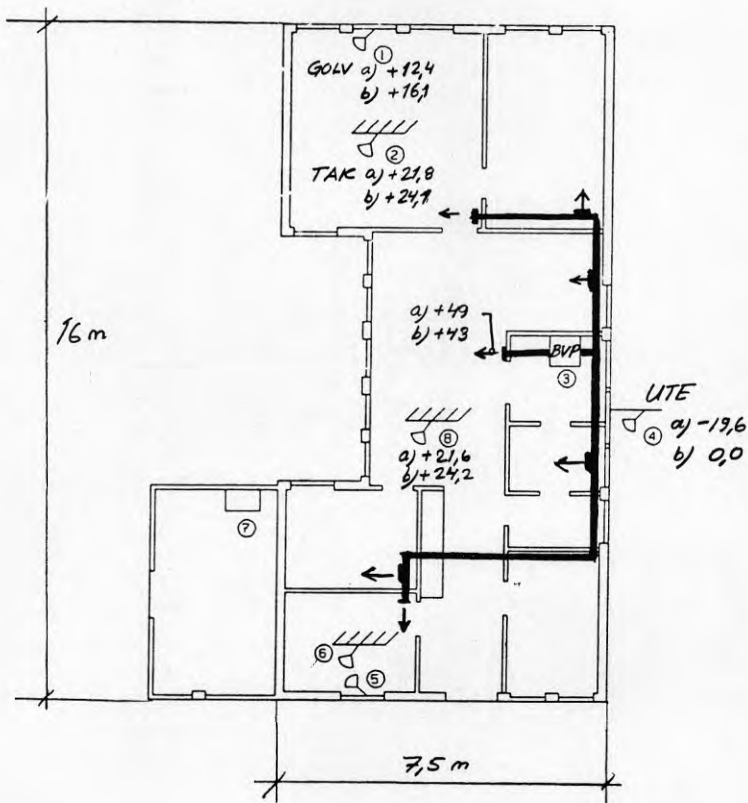 ①
GOLV a) +12,4
b) +16,1
②
TAK a) +21,8
b) +24,1
16 m
a) +49
b) +43
BVP
③
UTE
④ a) -19,6
b) 0,0
⑧
a) +21,6
b) +24,2
⑦
⑥
⑤
7,5 m